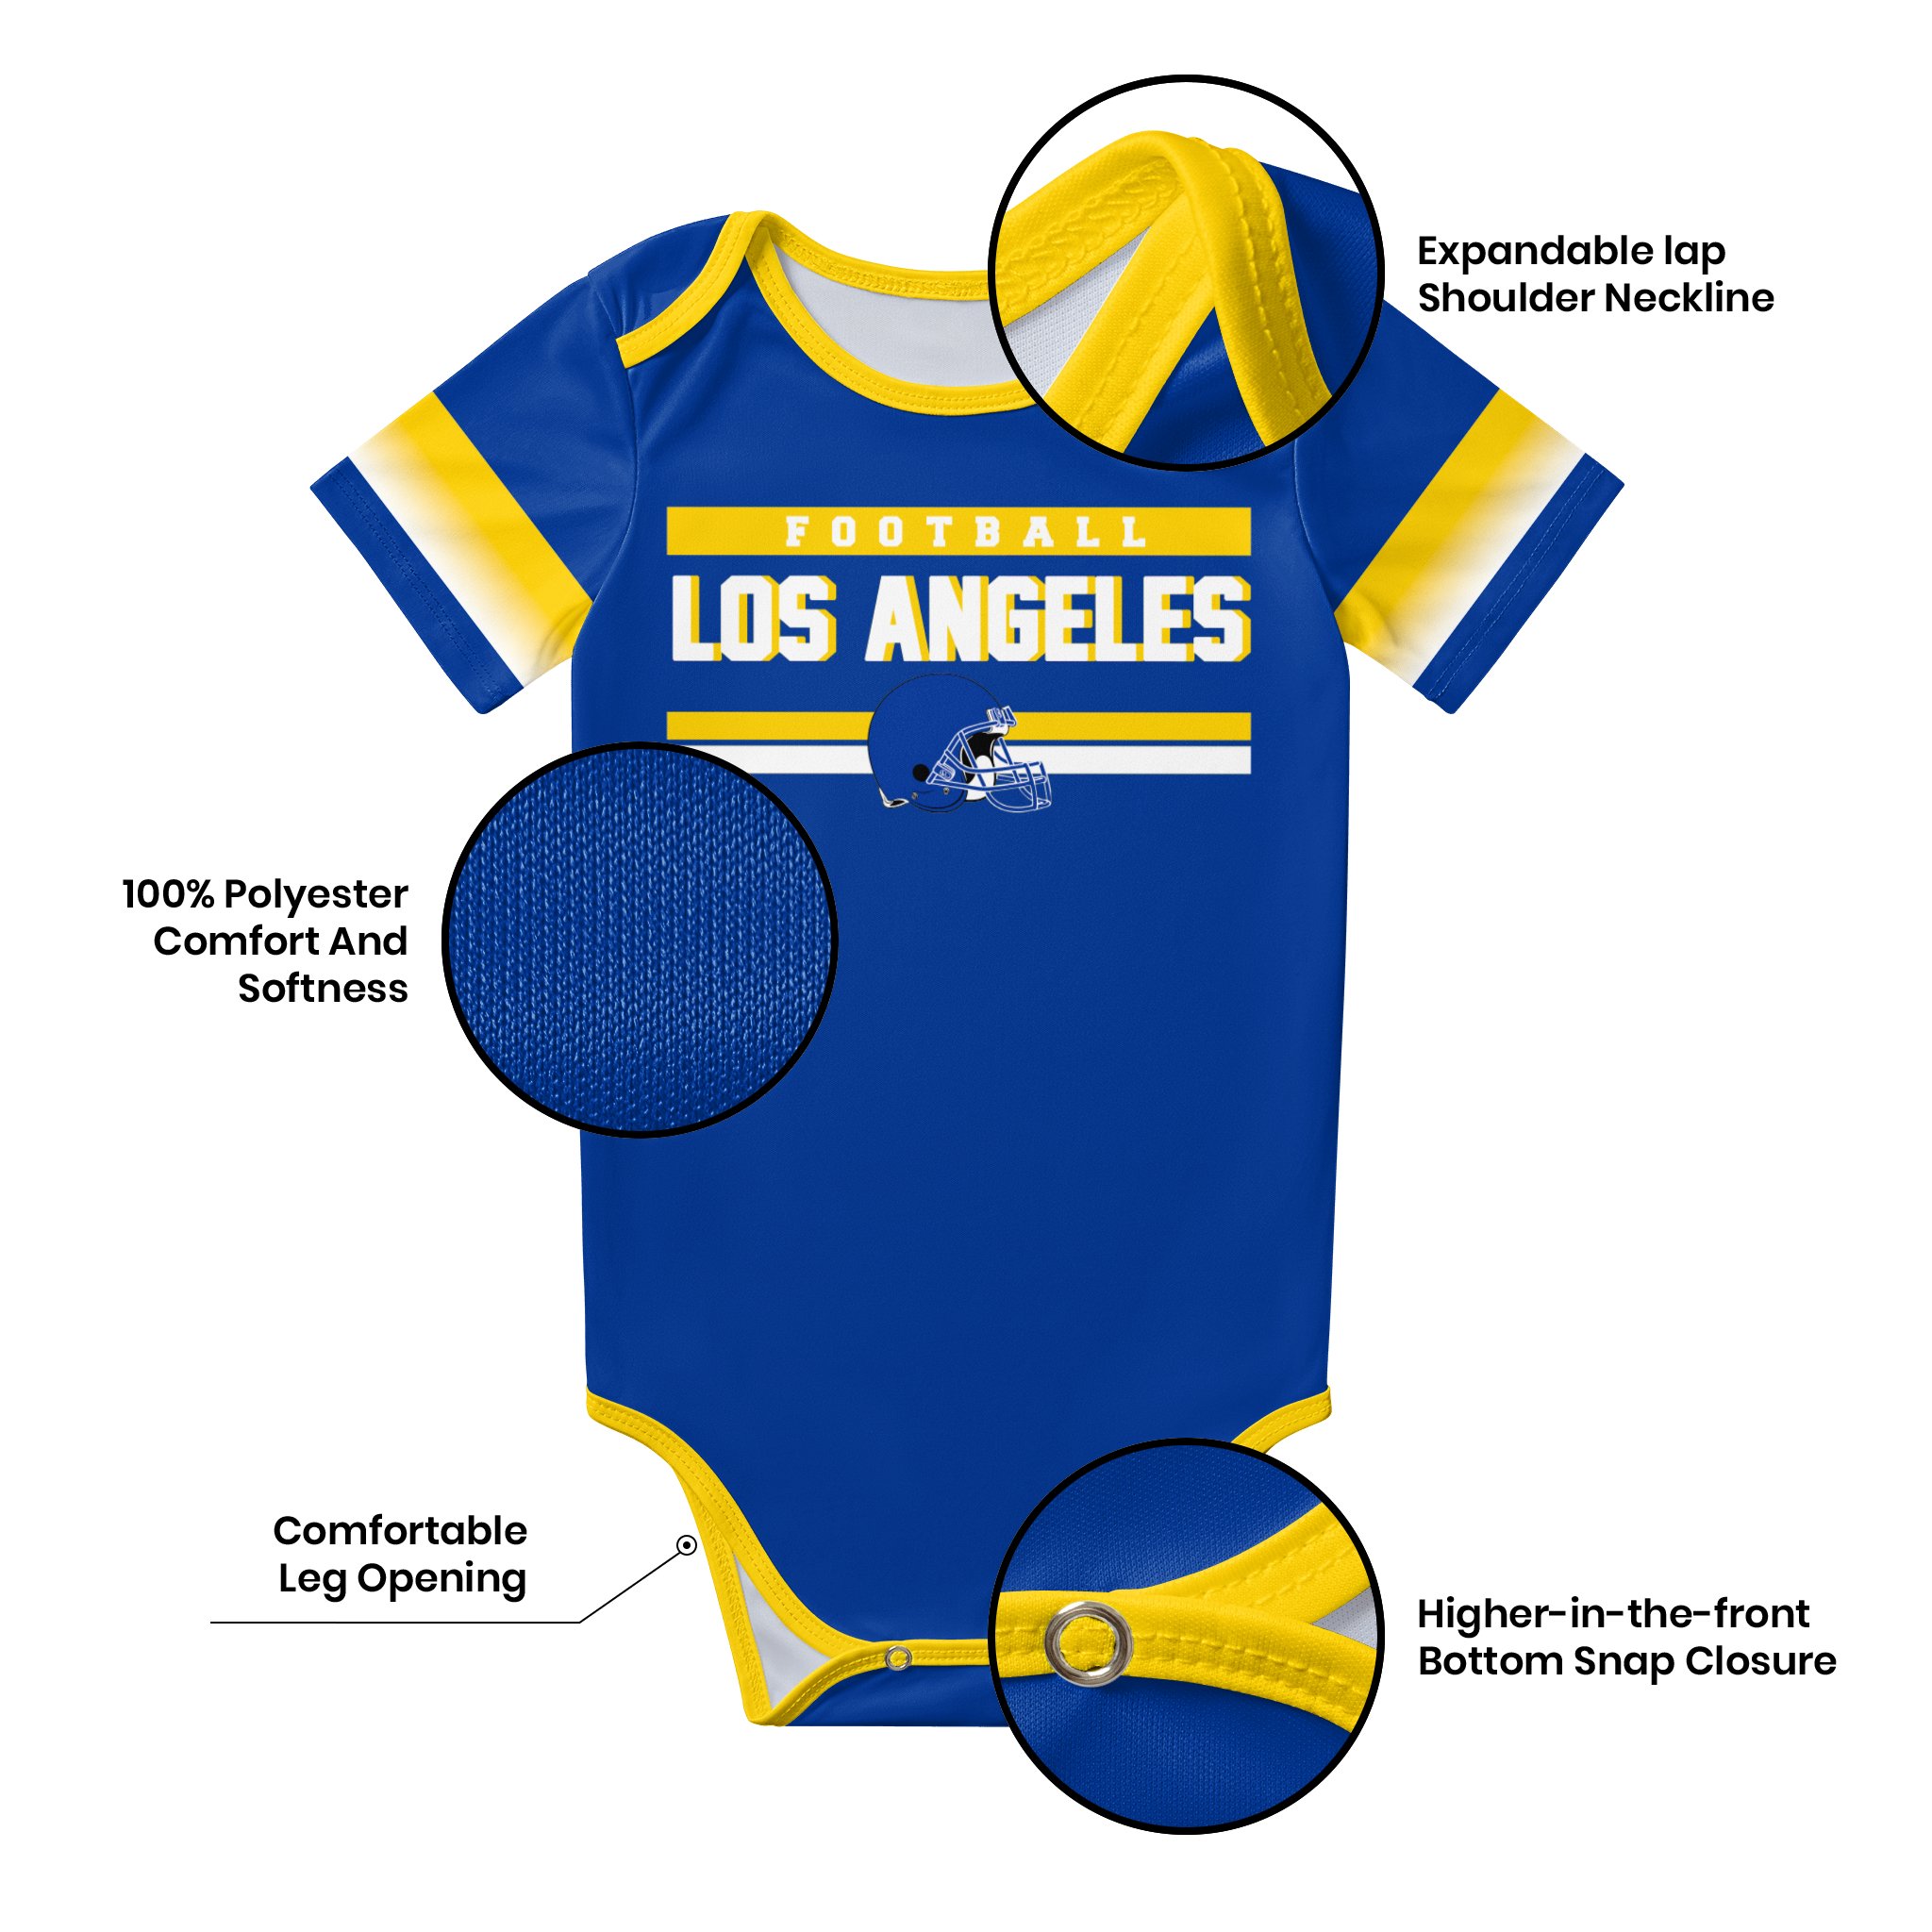 Expandable lap
Shoulder Neckline
FOOTBALL
LOS ANGELES
100% Polyester
Comfort And
Softness
Comfortable
Leg Opening
Higher-in-the-front
Bottom Snap Closure